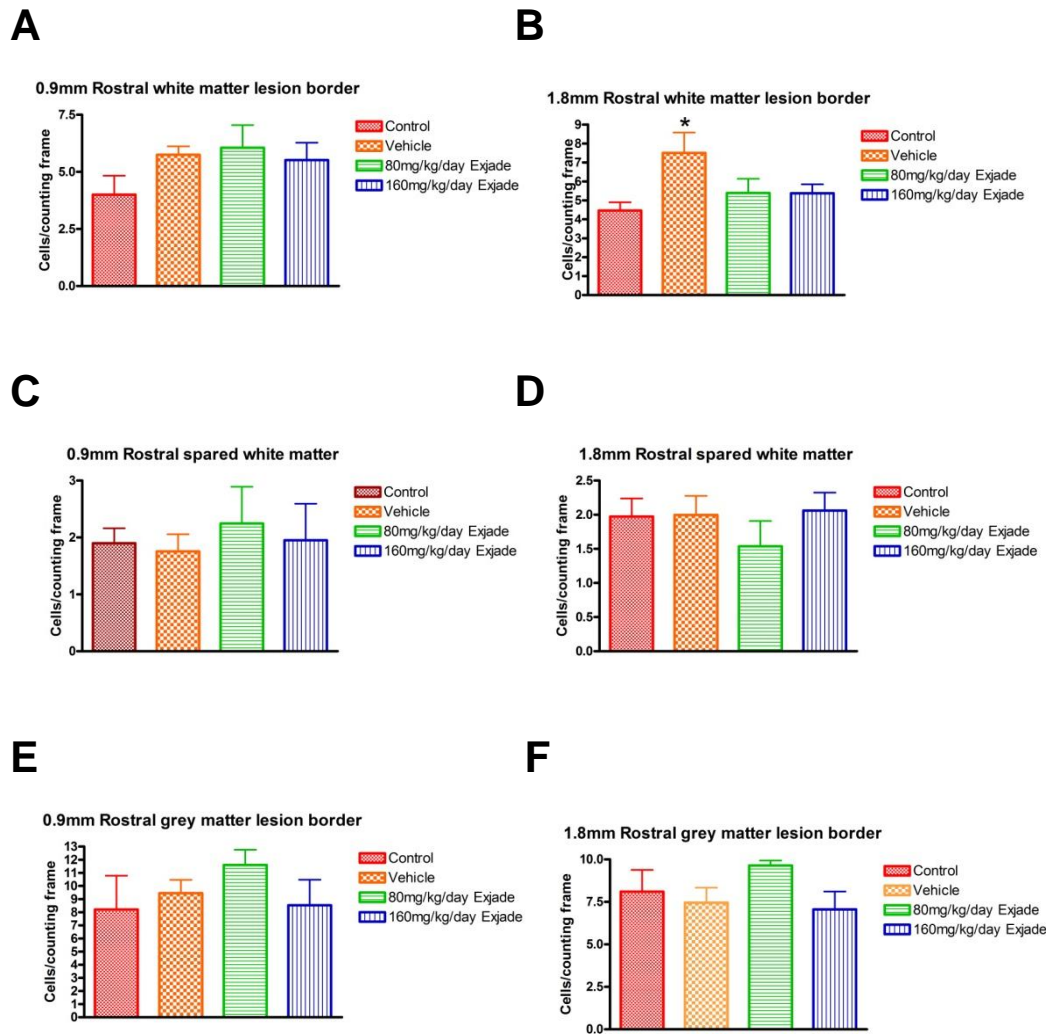 A
0.9mm Rostral white matter lesion border
Cells/counting frame
7.5
5.0
2.5
0.0
Control
Vehicle
80mg/kg/day Exjade
160mg/kg/day Exjade
B
1.8mm Rostral white matter lesion border
Cells/counting frame
9
8
7
6
5
4
3
2
1
0
*
Control
Vehicle
80mg/kg/day Exjade
160mg/kg/day Exjade
C
0.9mm Rostral spared white matter
Cells/counting frame
3
2
1
0
Control
Vehicle
80mg/kg/day Exjade
160mg/kg/day Exjade
D
1.8mm Rostral spared white matter
Cells/counting frame
2.5
2.0
1.5
1.0
0.5
0.0
Control
Vehicle
80mg/kg/day Exjade
160mg/kg/day Exjade
E
0.9mm Rostral grey matter lesion border
Cells/counting frame
13
12
11
10
9
8
7
6
5
4
3
2
1
0
Control
Vehicle
80mg/kg/day Exjade
160mg/kg/day Exjade
F
1.8mm Rostral grey matter lesion border
Cells/counting frame
10.0
7.5
5.0
2.5
0.0
Control
Vehicle
80mg/kg/day Exjade
160mg/kg/day Exjade